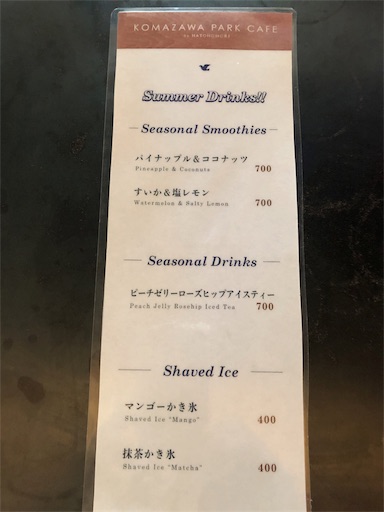 KOMAZAWA PARK CAFE
by HARUNOMORI
Summer Drinks!!
Seasonal Smoothies
パイナップル&ココナッツ 700
Pineapple & Coconuts
すいか&塩レモン 700
Watermelon & Salty Lemon
Seasonal Drinks
ピーチゼリーローズヒップアイスティー
Peach Jelly Rosehip Iced Tea 700
Shaved Ice
マンゴーかき氷 400
Shaved Ice "Mango"
抹茶かき氷 400
Shaved Ice "Matcha"